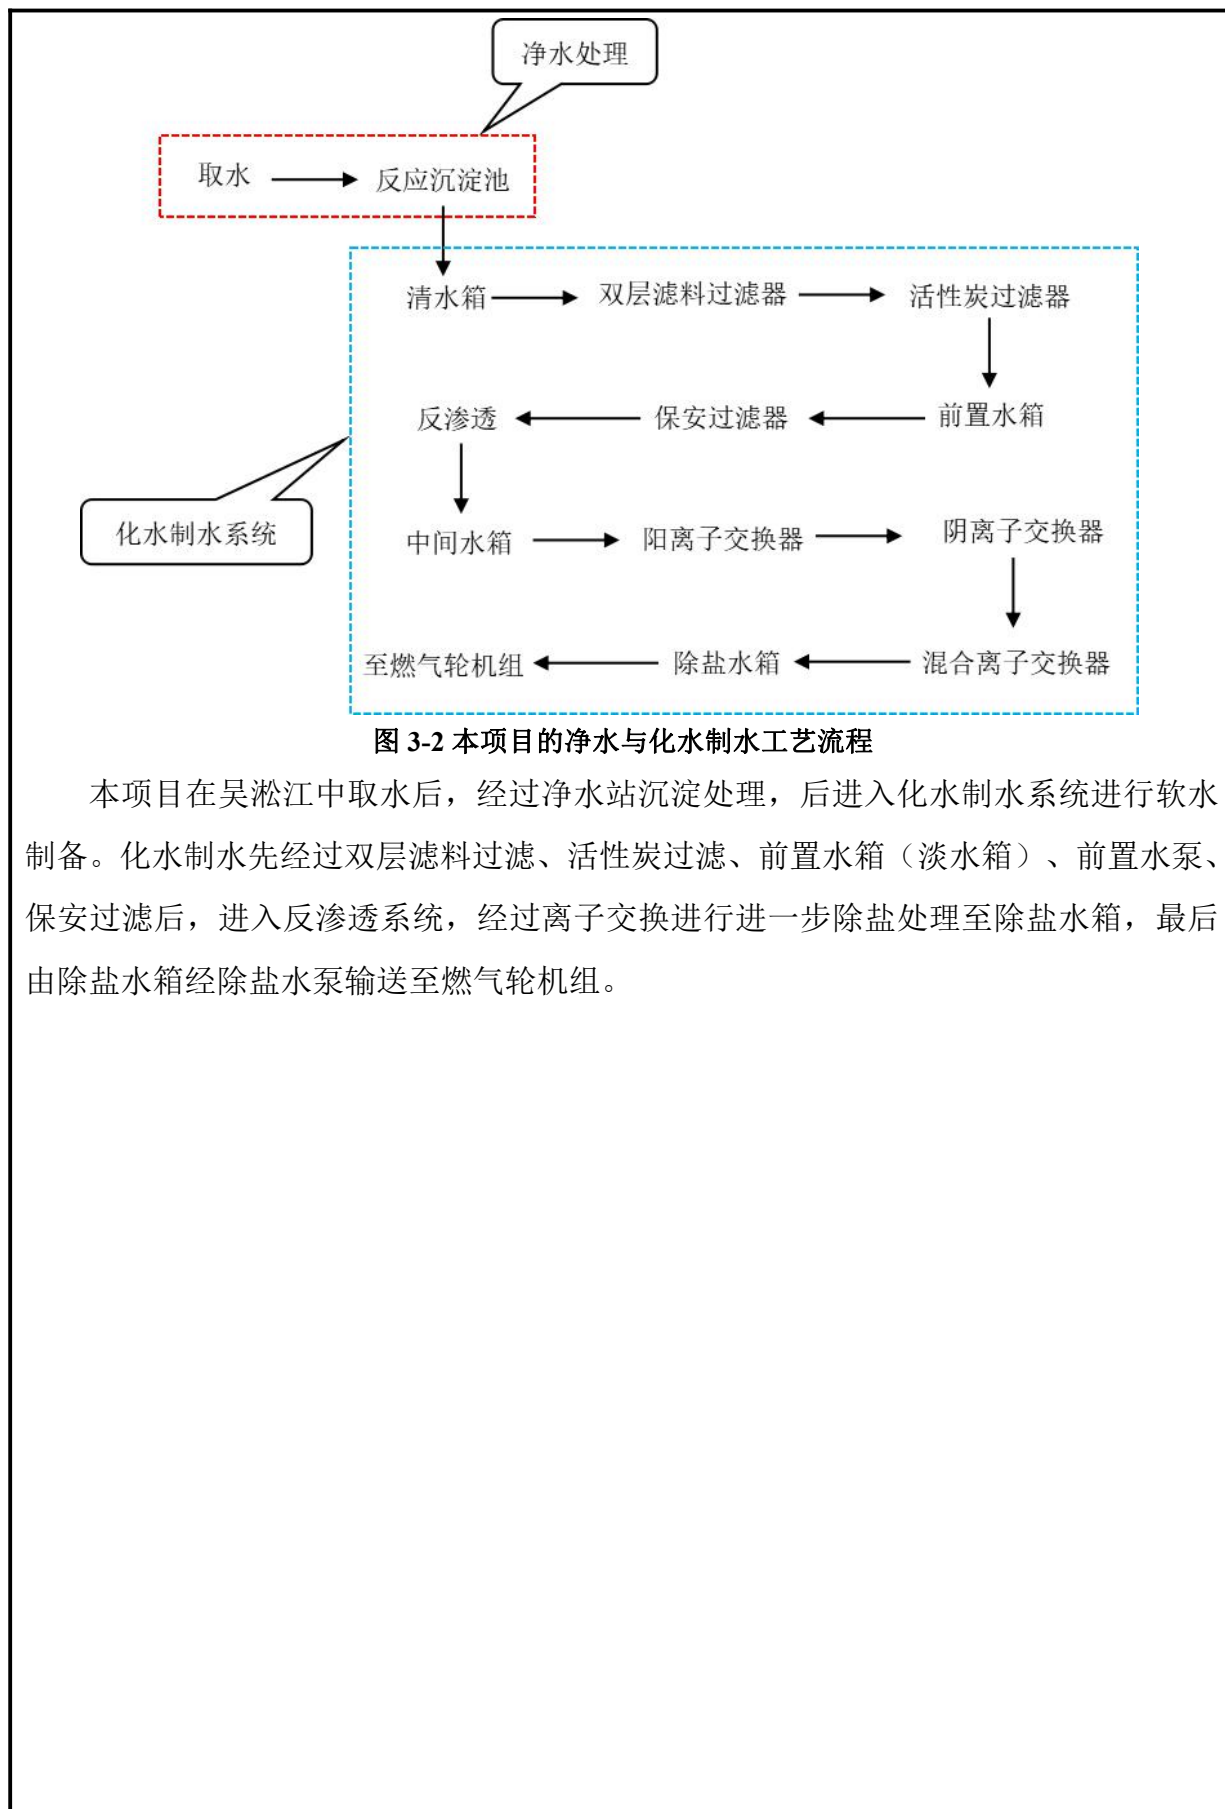 净水处理
取水 反应沉淀池
清水箱 双层滤料过滤器 活性炭过滤器
反渗透 保安过滤器 前置水箱
化水制水系统
中间水箱 阳离子交换器 阴离子交换器
至燃气轮机组 除盐水箱 混合离子交换器
图 3-2 本项目的净水与化水制水工艺流程
本项目在吴淞江中取水后，经过净水站沉淀处理，后进入化水制水系统进行软水
制备。化水制水先经过双层滤料过滤、活性炭过滤、前置水箱（淡水箱）、前置水泵、
保安过滤后，进入反渗透系统，经过离子交换进行进一步除盐处理至除盐水箱，最后
由除盐水箱经除盐水泵输送至燃气轮机组。